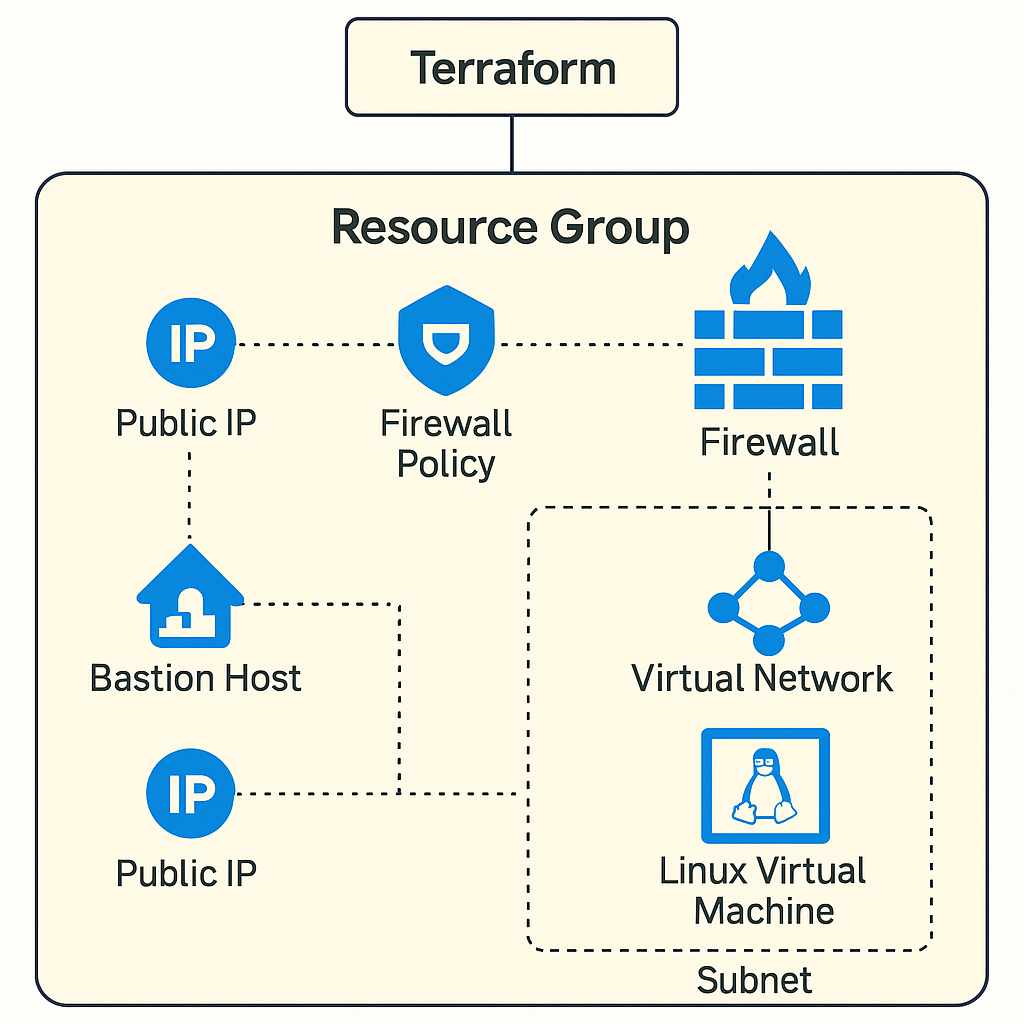 Terraform
Resource Group
IP
Public IP
Firewall
Policy
Firewall
Bastion Host
Virtual Network
IP
Public IP
Linux Virtual
Machine
Subnet